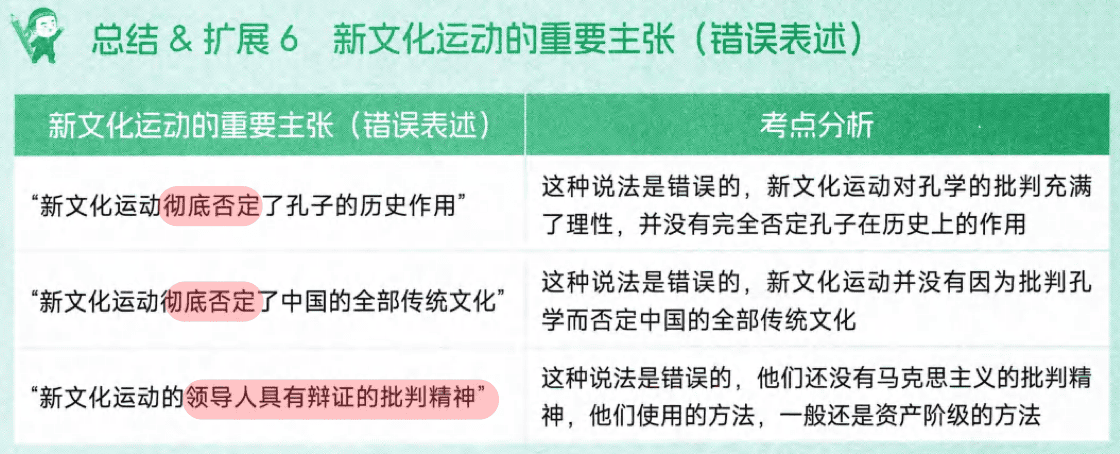 总结 & 扩展 6 新文化运动的重要主张（错误表述）
新文化运动的重要主张（错误表述）
考点分析
“新文化运动彻底否定了孔子的历史作用”
这种说法是错误的，新文化运动对孔学的批判充满
了理性，并没有完全否定孔子在历史上的作用
“新文化运动彻底否定了中国的全部传统文化”
这种说法是错误的，新文化运动并没有因为批判孔
学而否定中国的全部传统文化
“新文化运动的领导人具有辩证的批判精神”
这种说法是错误的，他们还没有马克思主义的批判精
神，他们使用的方法，一般还是资产阶级的方法